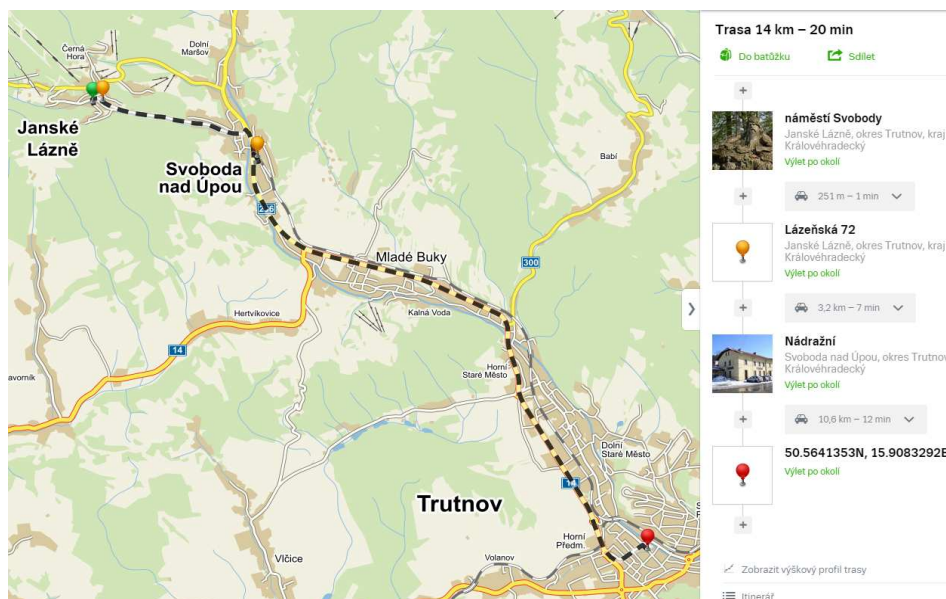 Černá
Hora
Dolní
Maršov
Janské
Lázně
Svoboda
nad Úpou
Babí
Mladé Buky
300
Hertvíkovice
Kalná Voda
14
Horní
Staré Město
Dolní
Staré Město
14
Trutnov
Horní
Předm.
Volanov
Vlčice
Trasa 14 km – 20 min
Do batůžku
Sdílet
+
náměstí Svobody
Janské Lázně, okres Trutnov, kraj
Královéhradecký
Výlet po okolí
+
251 m – 1 min
Lázeňská 72
Janské Lázně, okres Trutnov, kraj
Královéhradecký
Výlet po okolí
+
3,2 km – 7 min
Nádražní
Svoboda nad Úpou, okres Trutnov
Královéhradecký
Výlet po okolí
+
10,6 km – 12 min
50.5641353N, 15.9083292E
Výlet po okolí
+
Zobrazit výškový profil trasy
Itinerář